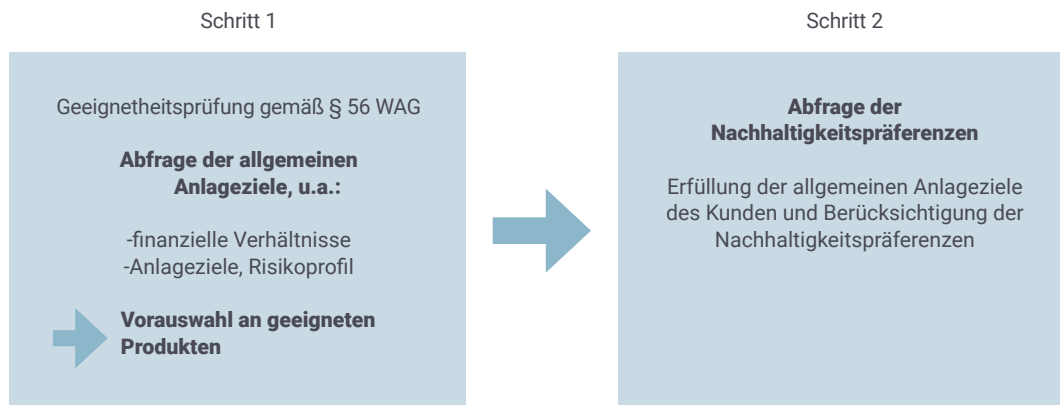 Schritt 1
Geeignetheitsprüfung gemäß § 56 WAG
Abfrage der allgemeinen
Anlageziele, u.a.:
-finanzielle Verhältnisse
-Anlageziele, Risikoprofil
Vorauswahl an geeigneten
Produkten
Schritt 2
Abfrage der
Nachhaltigkeitspräferenzen
Erfüllung der allgemeinen Anlageziele
des Kunden und Berücksichtigung der
Nachhaltigkeitspräferenzen